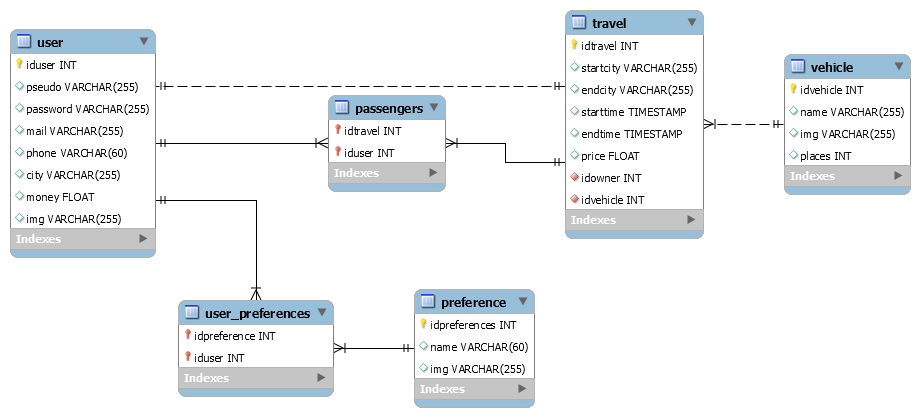 user
iduser INT
pseudo VARCHAR(255)
password VARCHAR(255)
mail VARCHAR(255)
phone VARCHAR(60)
city VARCHAR(255)
money FLOAT
img VARCHAR(255)
Indexes
passengers
idtravel INT
iduser INT
Indexes
travel
idtravel INT
startcity VARCHAR(255)
endcity VARCHAR(255)
starttime TIMESTAMP
endtime TIMESTAMP
price FLOAT
idowner INT
idvehicle INT
Indexes
vehicle
idvehicle INT
name VARCHAR(255)
img VARCHAR(255)
places INT
Indexes
user_preferences
idpreference INT
iduser INT
Indexes
preference
idpreferences INT
name VARCHAR(60)
img VARCHAR(255)
Indexes